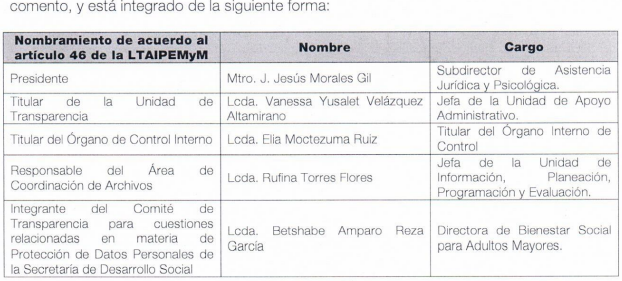 comento, y está integrado de la siguiente forma:
Nombramiento de acuerdo al artículo 46 de la LTAIPEMyM
Nombre
Cargo
Presidente
Mtro. J. Jesús Morales Gil
Subdirector de Asistencia
Jurídica y Psicológica.
Titular de la Unidad de
Transparencia
Lcda. Vanessa Yusalet Velázquez
Altamirano
Jefa de la Unidad de Apoyo
Administrativo.
Titular del Órgano de Control Interno
Lcda. Elia Moctezuma Ruiz
Titular del Órgano Interno de
Control
Responsable del Área de
Coordinación de Archivos
Lcda. Rufina Torres Flores
Jefa de la Unidad de
Información, Planeación,
Programación y Evaluación.
Integrante del Comité de
Transparencia para cuestiones
relacionadas en materia de
Protección de Datos Personales de
la Secretaría de Desarrollo Social
Lcda. Betshabe Amparo Reza
García
Directora de Bienestar Social
para Adultos Mayores.